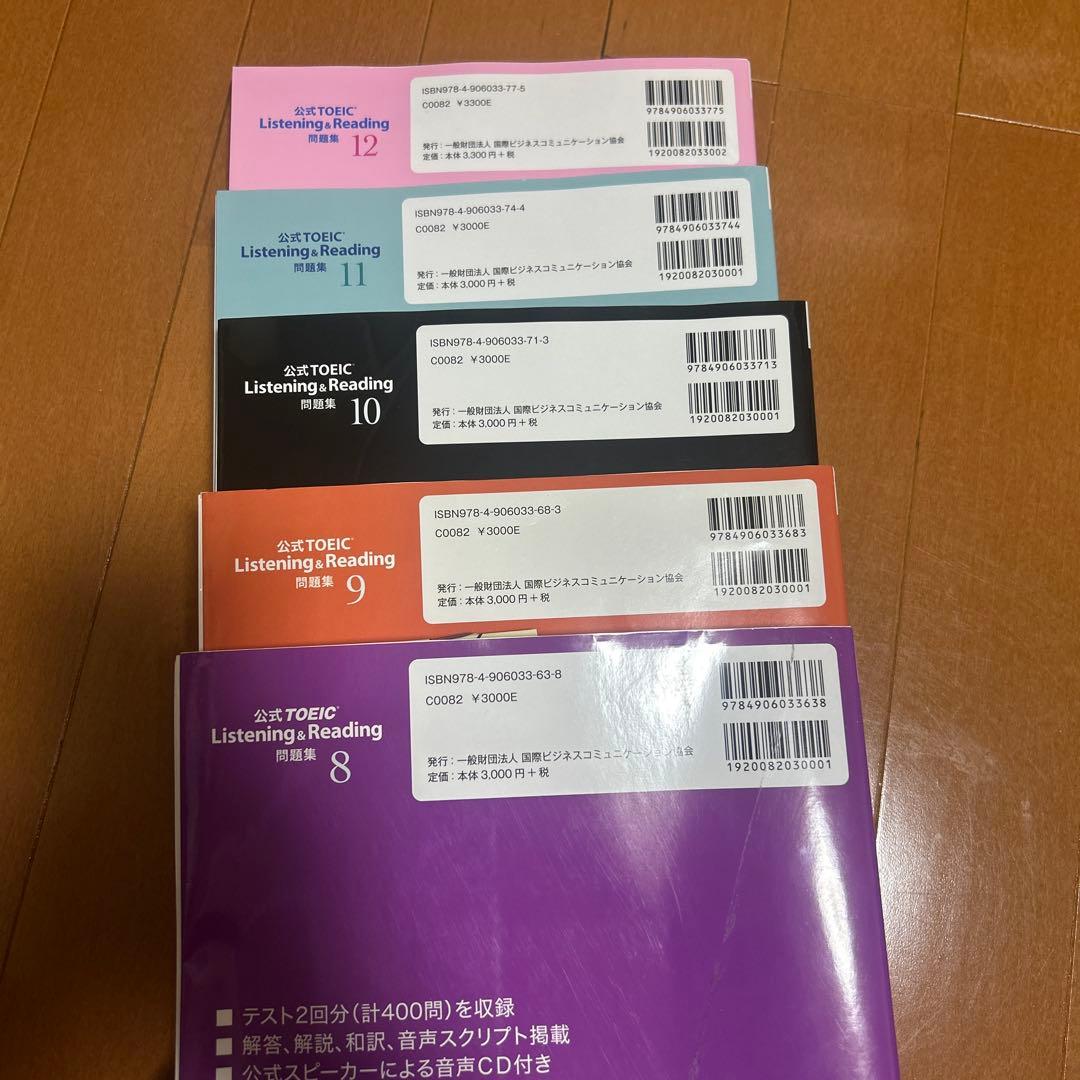 公式TOEIC®
Listening & Reading
問題集 12
ISBN978-4-906033-77-5
C0082 ¥3300E
発行：一般財団法人 国際ビジネスコミュニケーション協会
定価：本体3,300円＋税
9784906033775
1920082033002
公式TOEIC®
Listening & Reading
問題集 11
ISBN978-4-906033-74-4
C0082 ¥3000E
発行：一般財団法人 国際ビジネスコミュニケーション協会
定価：本体3,000円＋税
9784906033744
1920082030001
公式TOEIC®
Listening & Reading
問題集 10
ISBN978-4-906033-71-3
C0082 ¥3000E
発行：一般財団法人 国際ビジネスコミュニケーション協会
定価：本体3,000円＋税
9784906033713
1920082030001
公式TOEIC®
Listening & Reading
問題集 9
ISBN978-4-906033-68-3
C0082 ¥3000E
発行：一般財団法人 国際ビジネスコミュニケーション協会
定価：本体3,000円＋税
9784906033683
1920082030001
公式TOEIC®
Listening & Reading
問題集 8
ISBN978-4-906033-63-8
C0082 ¥3000E
発行：一般財団法人 国際ビジネスコミュニケーション協会
定価：本体3,000円＋税
9784906033638
1920082030001
■ テスト2回分（計400問）を収録
■ 解答、解説、和訳、音声スクリプト掲載
■ 公式スピーカーによる音声CD付き